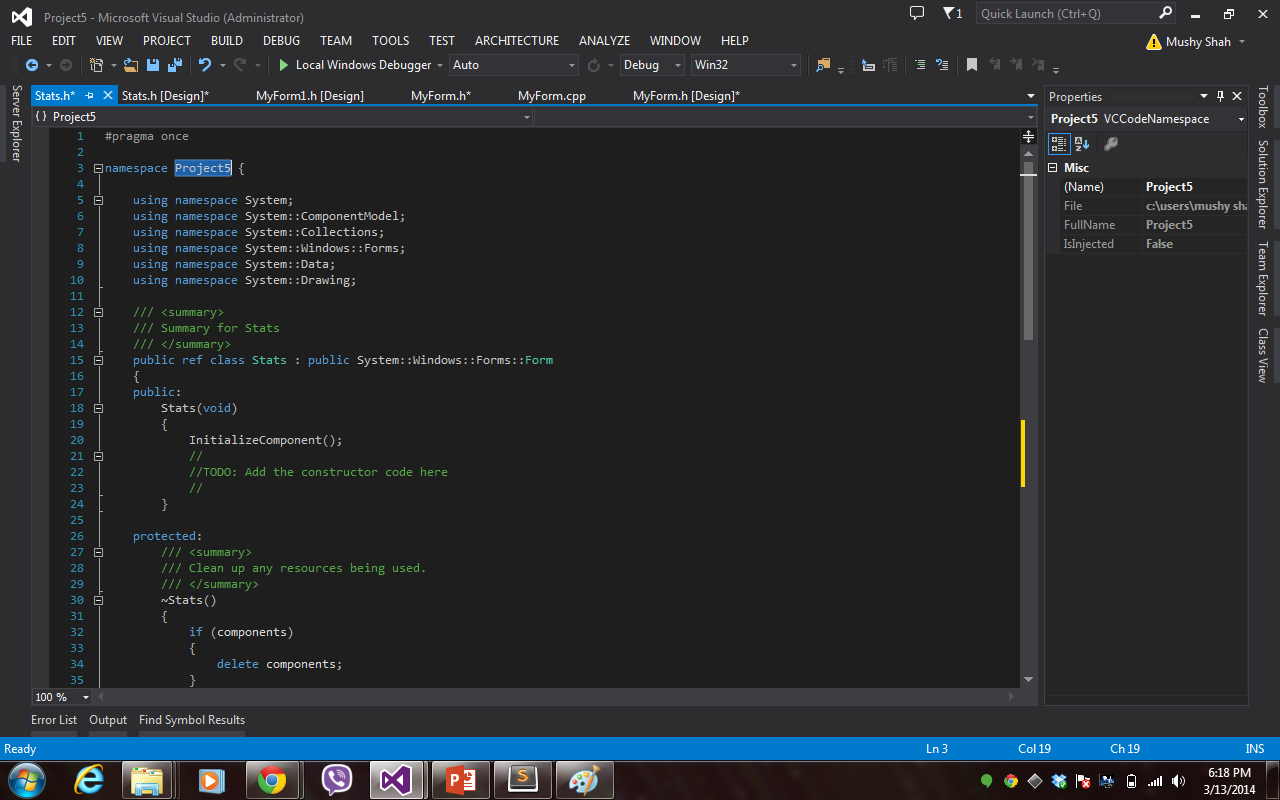 Project5 - Microsoft Visual Studio (Administrator)
1
Quick Launch (Ctrl+Q)
FILE EDIT VIEW PROJECT BUILD DEBUG TEAM TOOLS TEST ARCHITECTURE ANALYZE WINDOW HELP
Mushy Shah
Local Windows Debugger Auto Debug Win32
Server Explorer
Stats.h* Stats.h [Design]* MyForm1.h [Design] MyForm.h* MyForm.cpp MyForm.h [Design]*
{ } Project5
1 #pragma once
2
3 namespace Project5 {
4
5 using namespace System;
6 using namespace System::ComponentModel;
7 using namespace System::Collections;
8 using namespace System::Windows::Forms;
9 using namespace System::Data;
10 using namespace System::Drawing;
11
12 /// <summary>
13 /// Summary for Stats
14 /// </summary>
15 public ref class Stats : public System::Windows::Forms::Form
16 {
17 public:
18 Stats(void)
19 {
20 InitializeComponent();
21 //
22 //TODO: Add the constructor code here
23 //
24 }
25
26 protected:
27 /// <summary>
28 /// Clean up any resources being used.
29 /// </summary>
30 ~Stats()
31 {
32 if (components)
33 {
34 delete components;
35 }
100 %
Properties
Project5 VCCodeNamespace
Misc
(Name) Project5
File c:\users\mushy sha
FullName Project5
IsInjected False
Toolbox
Solution Explorer
Team Explorer
Class View
Error List Output Find Symbol Results
Ready Ln 3 Col 19 Ch 19 INS
6:18 PM
3/13/2014